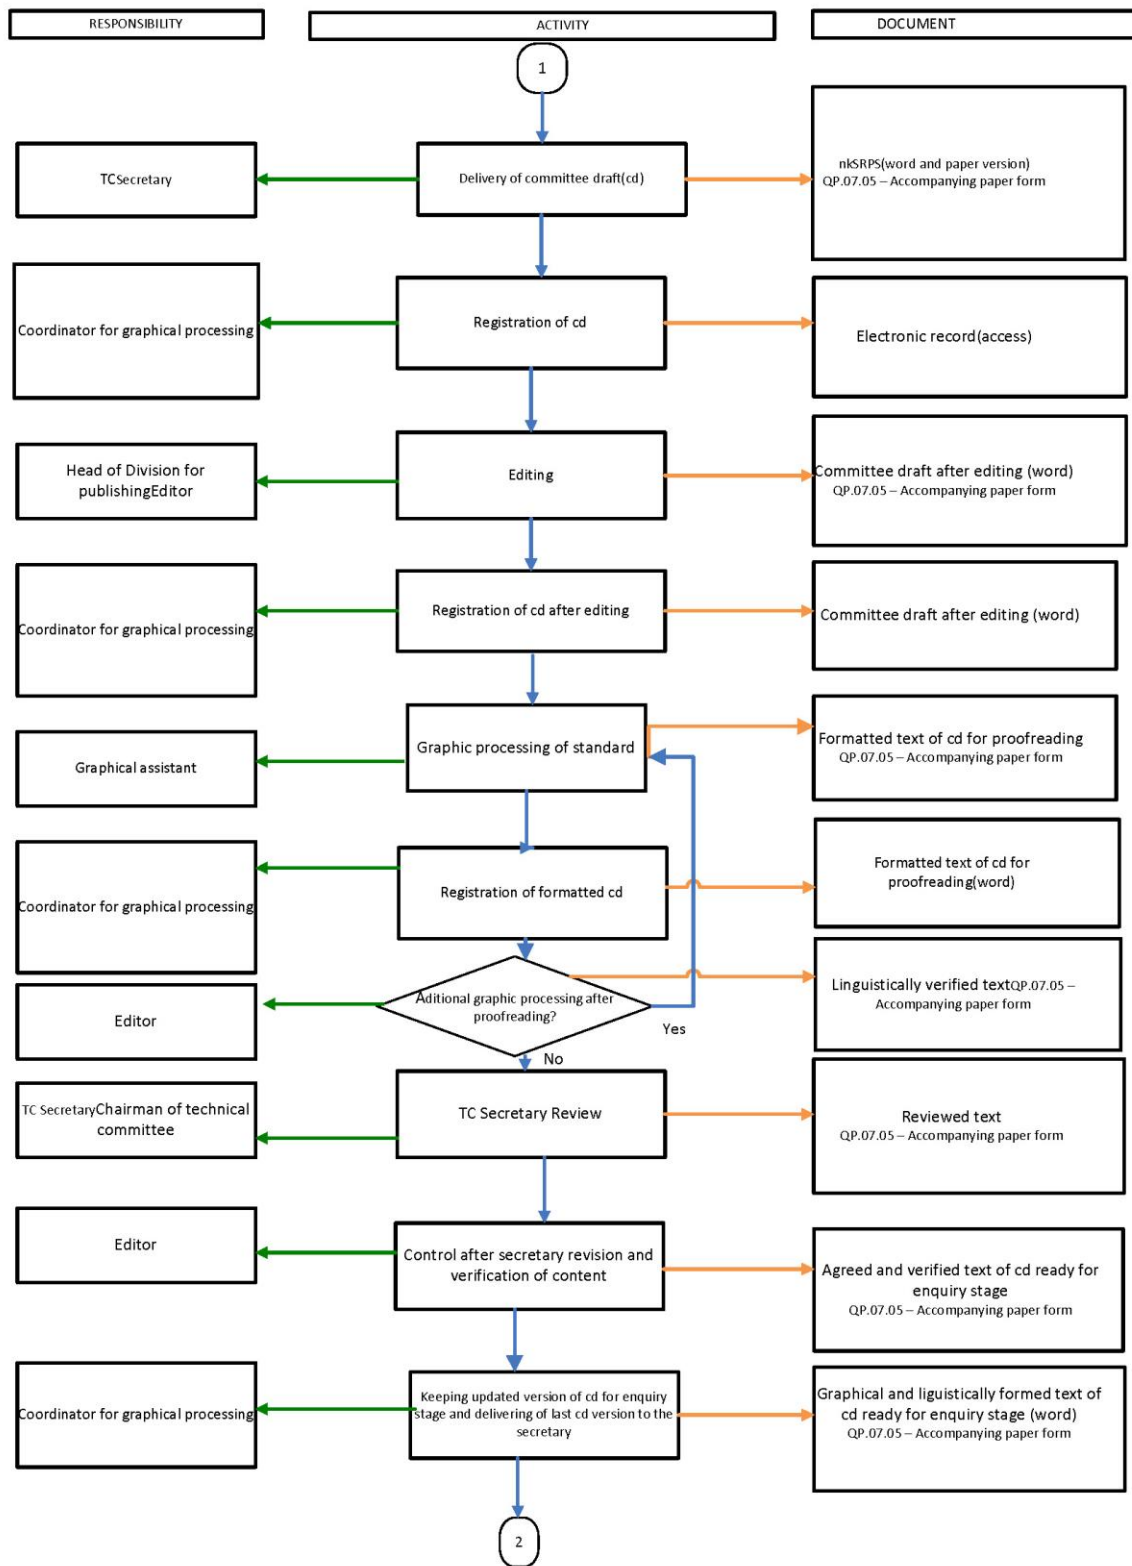 RESPONSIBILITY
ACTIVITY
DOCUMENT
1
TCSecretary
Delivery of committee draft(cd)
nkSRPS(word and paper version)
QP.07.05 – Accompanying paper form
Coordinator for graphical processing
Registration of cd
Electronic record(access)
Head of Division for
publishingEditor
Editing
Committee draft after editing (word)
QP.07.05 – Accompanying paper form
Coordinator for graphical processing
Registration of cd after editing
Committee draft after editing (word)
Graphical assistant
Graphic processing of standard
Formatted text of cd for proofreading
QP.07.05 – Accompanying paper form
Coordinator for graphical processing
Registration of formatted cd
Formatted text of cd for
proofreading(word)
Editor
Aditional graphic processing after
proofreading?
Yes
No
Linguistically verified textQP.07.05 –
Accompanying paper form
TC SecretaryChairman of technical
committee
TC Secretary Review
Reviewed text
QP.07.05 – Accompanying paper form
Editor
Control after secretary revision and
verification of content
Agreed and verified text of cd ready for
enquiry stage
QP.07.05 – Accompanying paper form
Coordinator for graphical processing
Keeping updated version of cd for enquiry
stage and delivering of last cd version to the
secretary
Graphical and liguistically formed text of
cd ready for enquiry stage (word)
QP.07.05 – Accompanying paper form
2